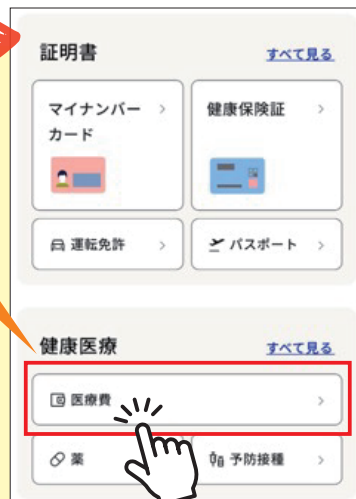 証明書 すべて見る
マイナンバー
カード
健康保険証
運転免許 パスポート
健康医療 すべて見る
医療費
薬 予防接種